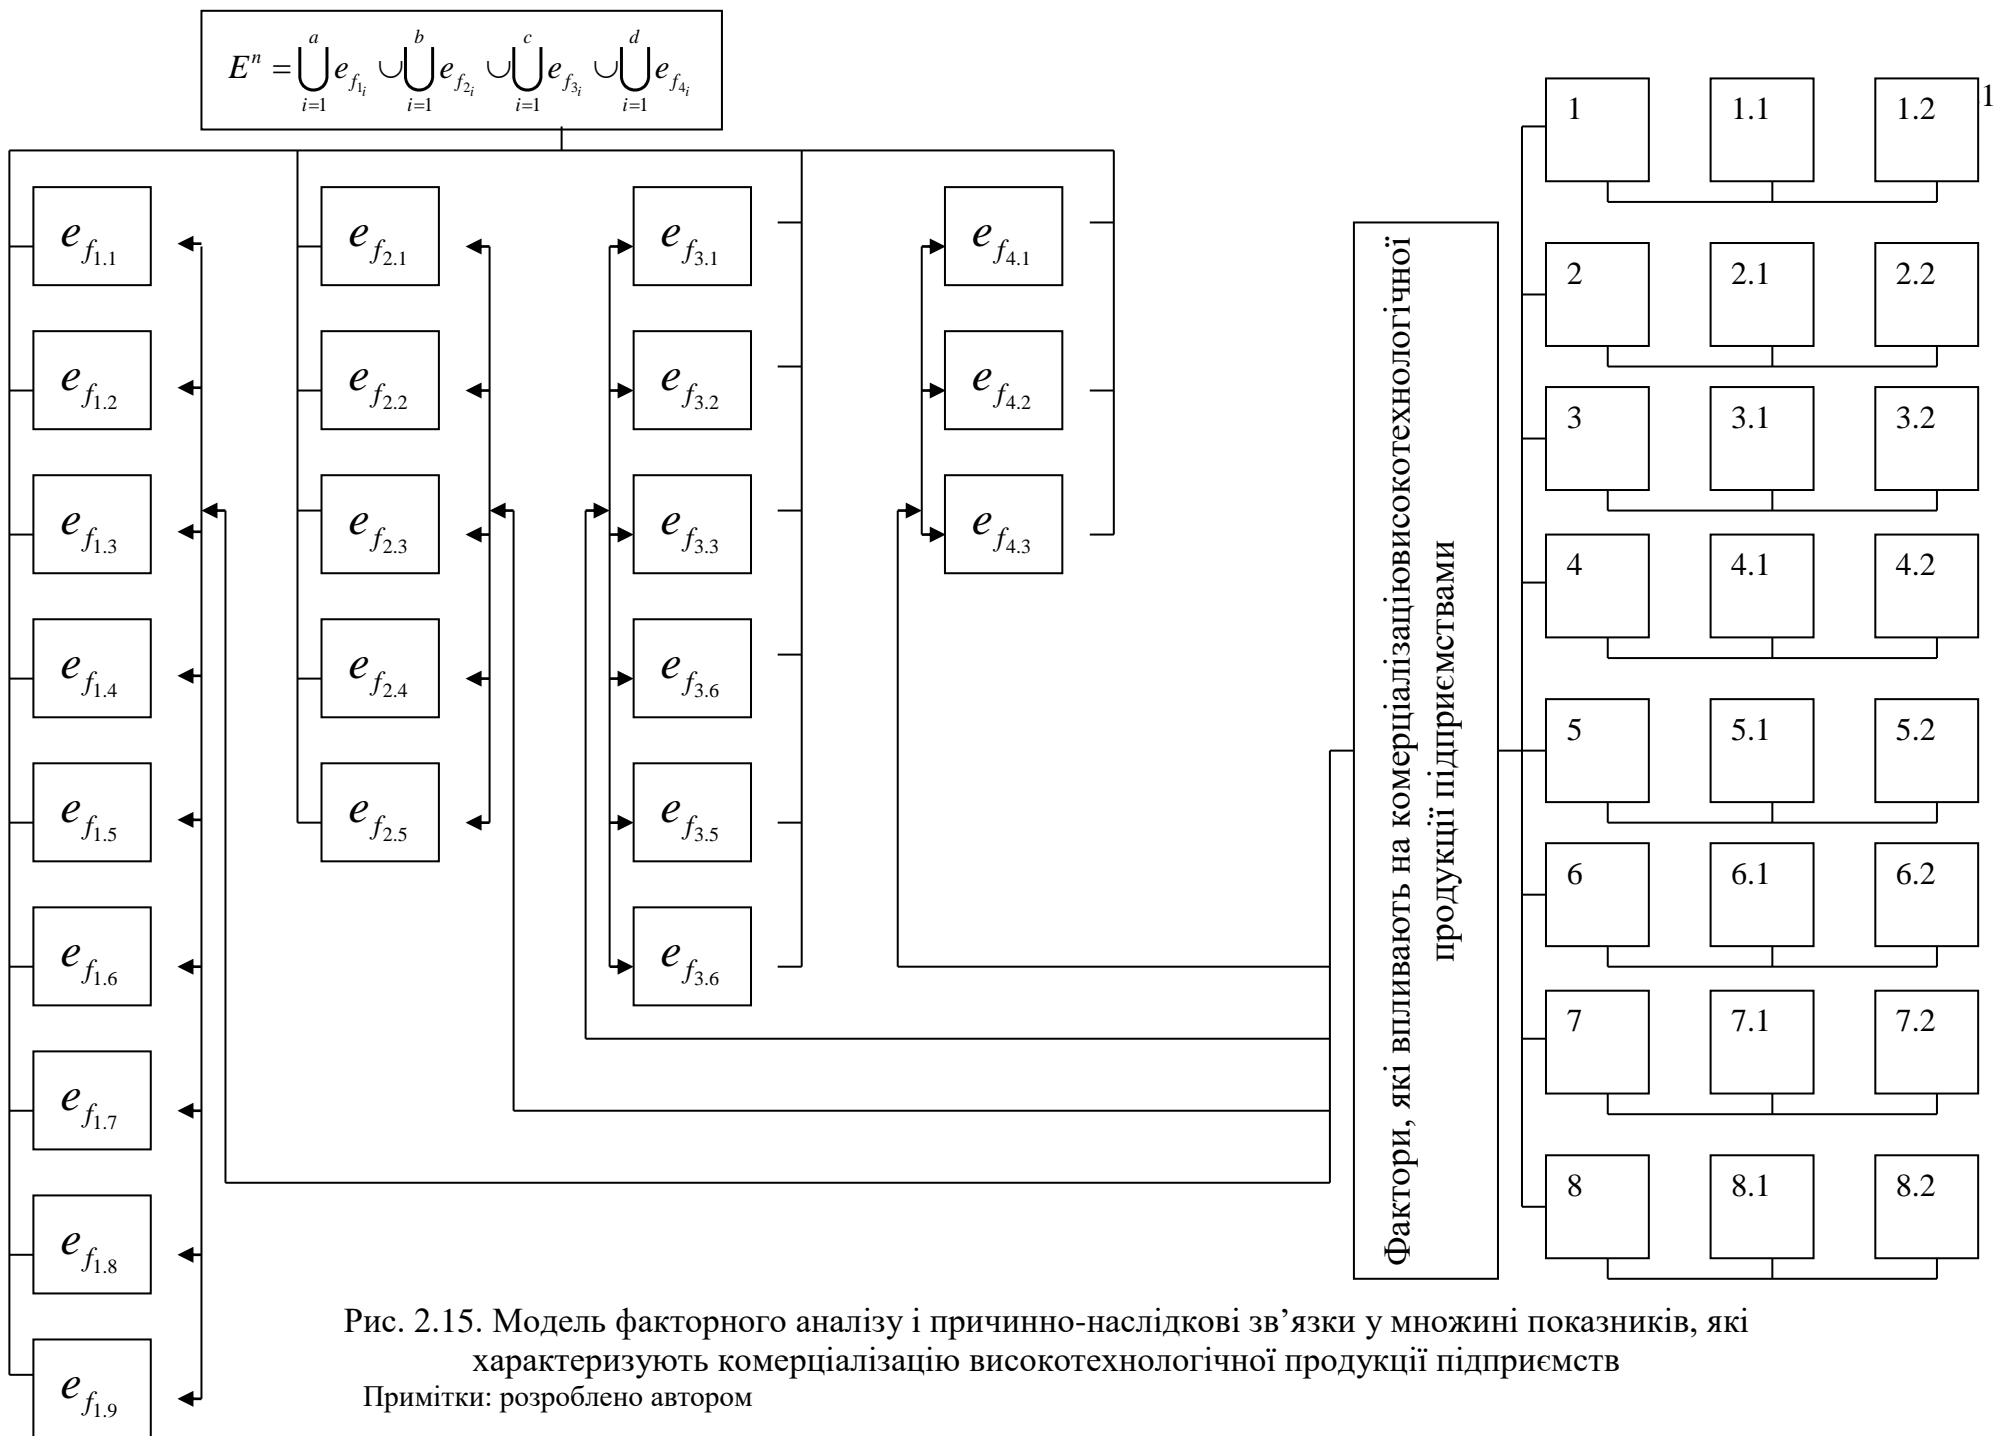 E^n = ⋃_{i=1}^{a} e_{f_{1_i}} ∪ ⋃_{i=1}^{b} e_{f_{2_i}} ∪ ⋃_{i=1}^{c} e_{f_{3_i}} ∪ ⋃_{i=1}^{d} e_{f_{4_i}}
e_{f_{1.1}}
e_{f_{1.2}}
e_{f_{1.3}}
e_{f_{1.4}}
e_{f_{1.5}}
e_{f_{1.6}}
e_{f_{1.7}}
e_{f_{1.8}}
e_{f_{1.9}}
e_{f_{2.1}}
e_{f_{2.2}}
e_{f_{2.3}}
e_{f_{2.4}}
e_{f_{2.5}}
e_{f_{3.1}}
e_{f_{3.2}}
e_{f_{3.3}}
e_{f_{3.6}}
e_{f_{3.5}}
e_{f_{3.6}}
e_{f_{4.1}}
e_{f_{4.2}}
e_{f_{4.3}}
Фактори, які впливають на комерціалізаціювисокотехнологічної
продукції підприємствами
1 1.1 1.2 1
2 2.1 2.2
3 3.1 3.2
4 4.1 4.2
5 5.1 5.2
6 6.1 6.2
7 7.1 7.2
8 8.1 8.2
Рис. 2.15. Модель факторного аналізу і причинно-наслідкові зв’язки у множині показників, які
характеризують комерціалізацію високотехнологічної продукції підприємств
Примітки: розроблено автором